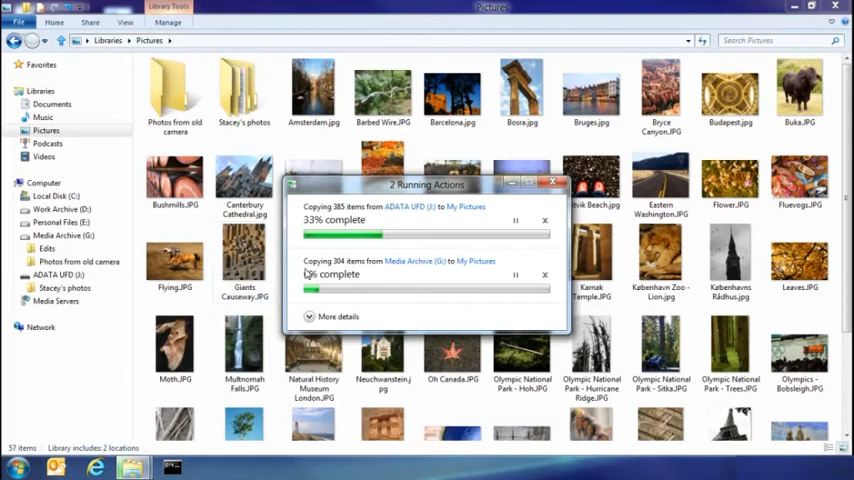 Library Tools
Pictures
File
Home
Share
View
Manage
Libraries
Pictures
Search Pictures
Favorites
Libraries
Documents
Music
Pictures
Podcasts
Videos
Computer
Local Disk (C:)
Work Archive (D:)
Personal Files (E:)
Media Archive (G:)
Edits
Photos from old camera
ADATA UFD (J:)
Stacey's photos
Media Servers
Network
Photos from old
camera
Stacey's photos
Amsterdam.jpg
Barbed Wire.JPG
Barcelona.jpg
Bosra.jpg
Bruges.jpg
Bryce
Canyon.JPG
Budapest.jpg
Buka.JPG
Bushmills.JPG
Canterbury
Cathedral.jpg
Beach.JPG
Eastern
Washington.JPG
Flower.JPG
Fluevogs.JPG
Flying.JPG
Giants
Causeway.JPG
Karnak
Temple.JPG
København Zoo -
Lion.jpg
Københavns
Rådhus.jpg
Leaves.JPG
2 Running Actions
Copying 385 items from ADATA UFD (J:) to My Pictures
33% complete
Copying 304 items from Media Archive (G:) to My Pictures
% complete
More details
Moth.JPG
Multnomah
Falls.JPG
Natural History
Museum
London.JPG
Neuchwanstein.j
pg
Oh Canada.JPG
Olympic National
Park - Hoh.JPG
Olympic National
Park - Hurricane
Ridge.JPG
Olympic National
Park - Sitka.JPG
Olympic National
Park - Trees.JPG
Olympics -
Bobsleigh.JPG
57 items
Library includes: 2 locations